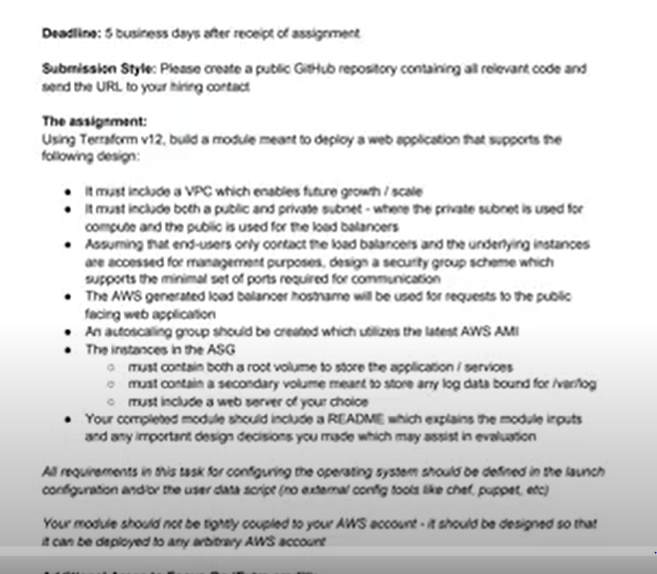 Deadline: 5 business days after receipt of assignment
Submission Style: Please create a public GitHub repository containing all relevant code and
send the URL to your hiring contact
The assignment:
Using Terraform v12, build a module meant to deploy a web application that supports the
following design:
● It must include a VPC which enables future growth / scale
● It must include both a public and private subnet - where the private subnet is used for
compute and the public is used for the load balancers
● Assuming that end-users only contact the load balancers and the underlying instances
are accessed for management purposes, design a security group scheme which
supports the minimal set of ports required for communication
● The AWS generated load balancer hostname will be used for requests to the public
facing web application
● An autoscaling group should be created which utilizes the latest AWS AMI
● The instances in the ASG
○ must contain both a root volume to store the application / services
○ must contain a secondary volume meant to store any log data bound for /var/log
○ must include a web server of your choice
● Your completed module should include a README which explains the module inputs
and any important design decisions you made which may assist in evaluation
All requirements in this task for configuring the operating system should be defined in the launch
configuration and/or the user data script (no external config tools like chef, puppet, etc)
Your module should not be tightly coupled to your AWS account - it should be designed so that
it can be deployed to any arbitrary AWS account